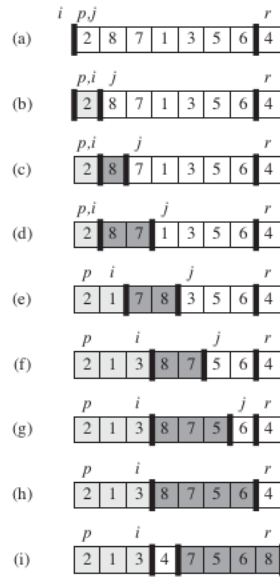 i p,j r
(a) 2 8 7 1 3 5 6 4
p,i j r
(b) 2 8 7 1 3 5 6 4
p,i j r
(c) 2 8 7 1 3 5 6 4
p,i j r
(d) 2 8 7 1 3 5 6 4
p i j r
(e) 2 1 7 8 3 5 6 4
p i j r
(f) 2 1 3 8 7 5 6 4
p i j r
(g) 2 1 3 8 7 5 6 4
p i r
(h) 2 1 3 8 7 5 6 4
p i r
(i) 2 1 3 4 7 5 6 8